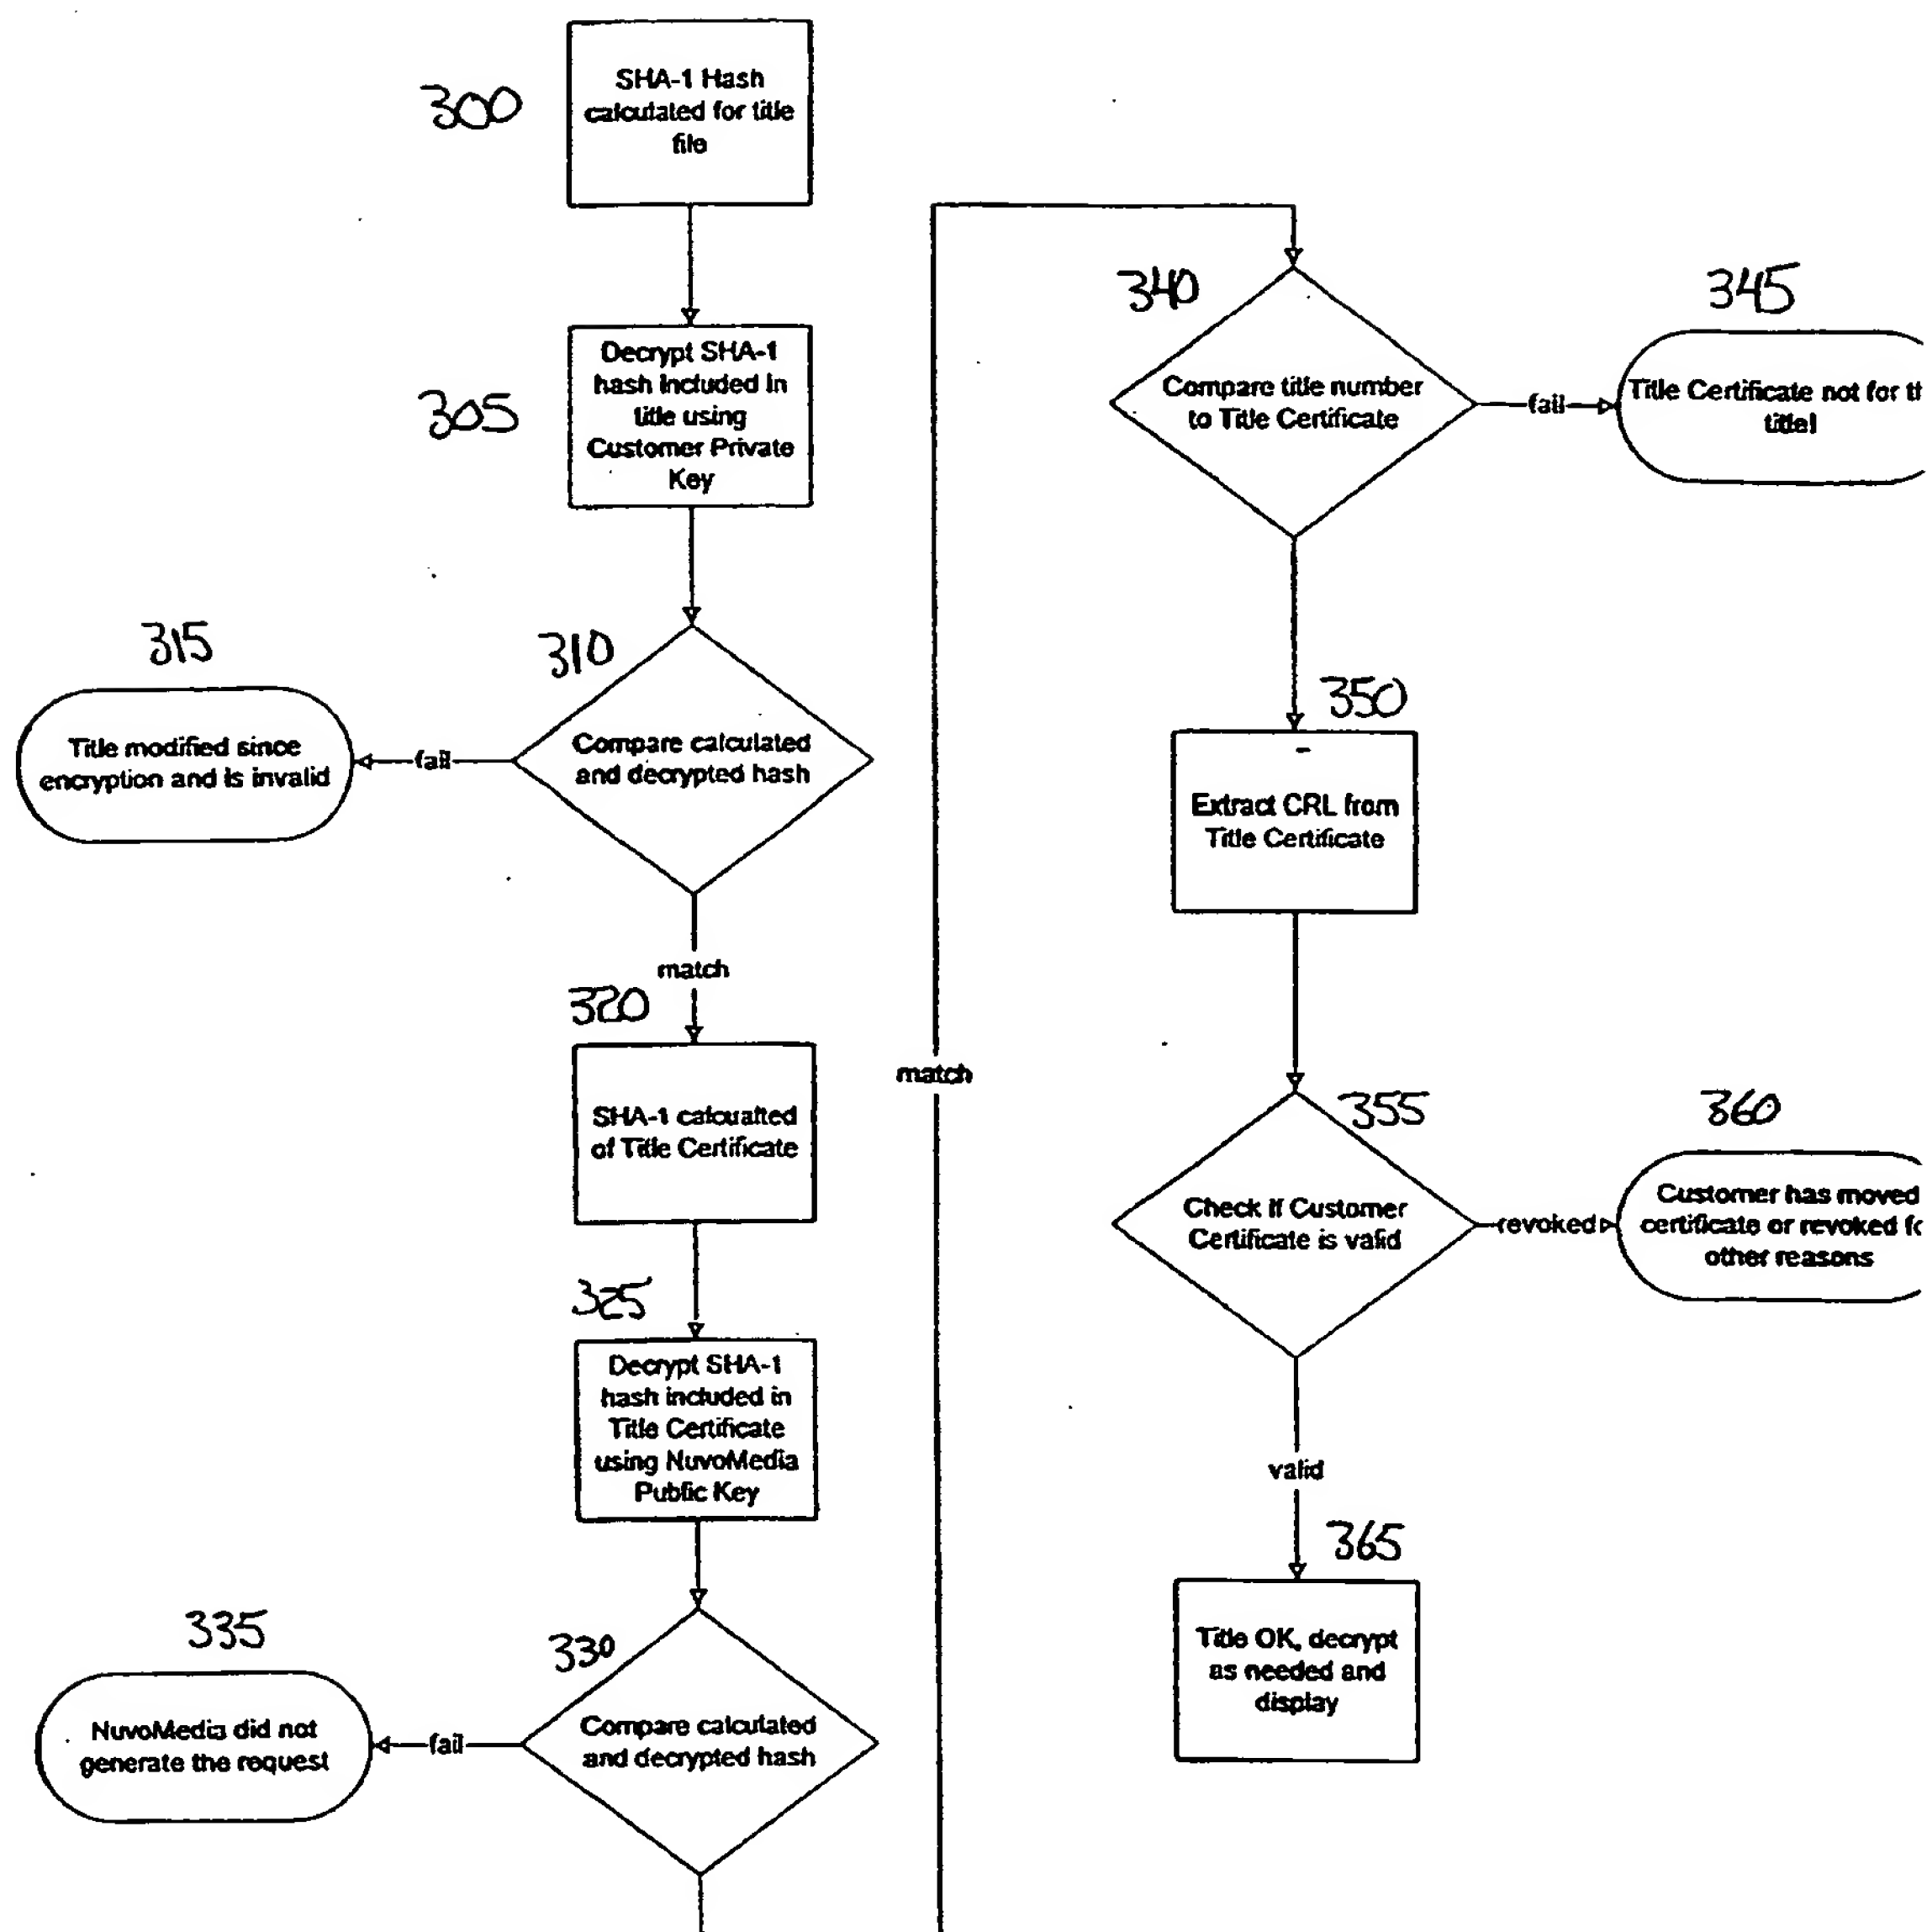 300
SHA-1 Hash
calculated for title
file
305
Decrypt SHA-1
hash included in
title using
Customer Private
Key
310
Compare calculated
and decrypted hash
fail
315
Title modified since
encryption and is invalid
match
320
SHA-1 calcualted
of Title Certificate
325
Decrypt SHA-1
hash included in
Title Certificate
using NuvoMedia
Public Key
330
Compare calculated
and decrypted hash
fail
335
NuvoMedia did not
generate the request
match
340
Compare title number
to Title Certificate
fail
345
Title Certificate not for
title!
350
Extract CRL from
Title Certificate
355
Check if Customer
Certificate is valid
revoked
360
Customer has moved
certificate or revoked
other reasons
valid
365
Title OK, decrypt
as needed and
display